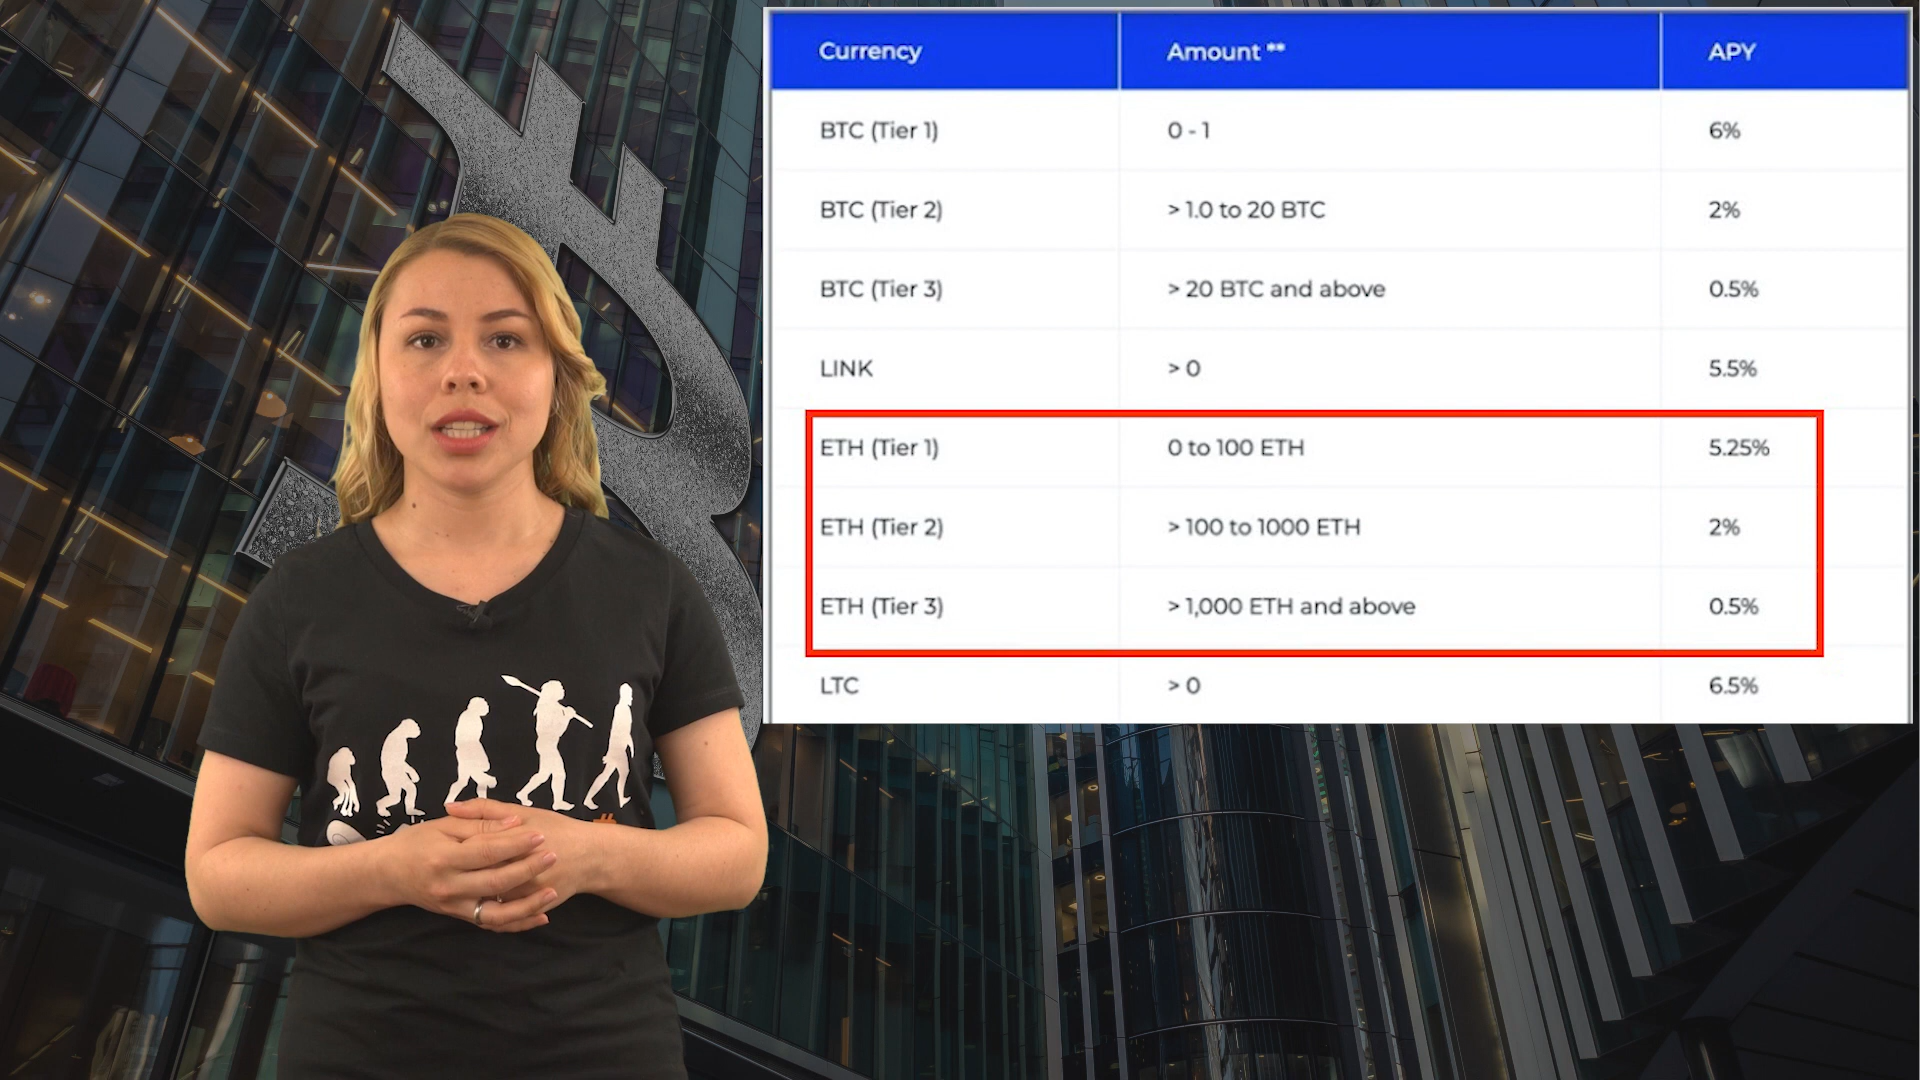 Currency Amount ** APY
BTC (Tier 1) 0 - 1 6%
BTC (Tier 2) > 1.0 to 20 BTC 2%
BTC (Tier 3) > 20 BTC and above 0.5%
LINK > 0 5.5%
ETH (Tier 1) 0 to 100 ETH 5.25%
ETH (Tier 2) > 100 to 1000 ETH 2%
ETH (Tier 3) > 1,000 ETH and above 0.5%
LTC > 0 6.5%